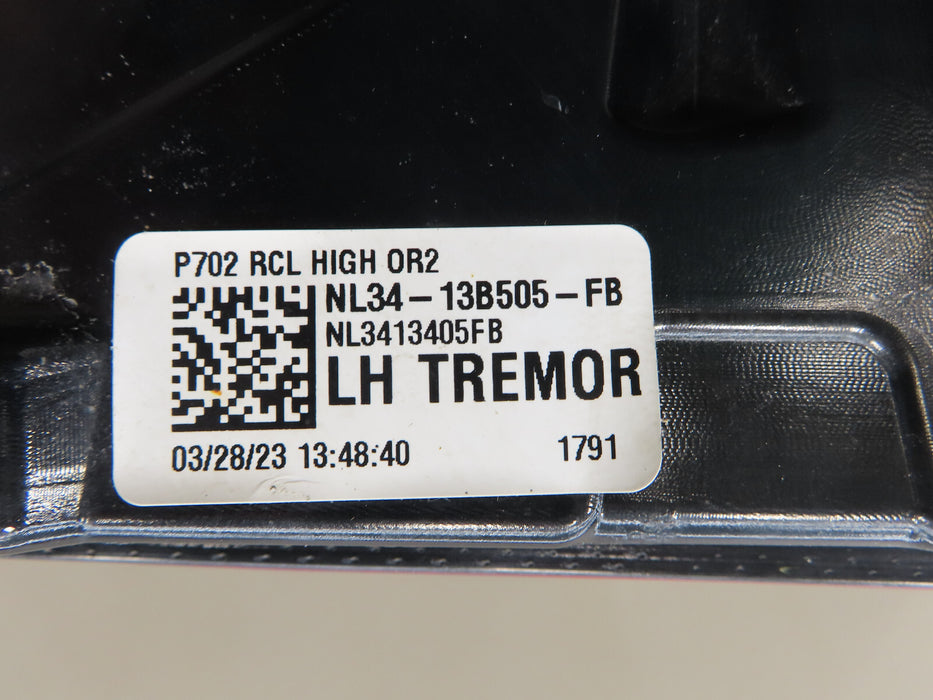 P702 RCL HIGH OR2
NL34-13B505-FB
NL3413405FB
LH TREMOR
03/28/23 13:48:40 1791